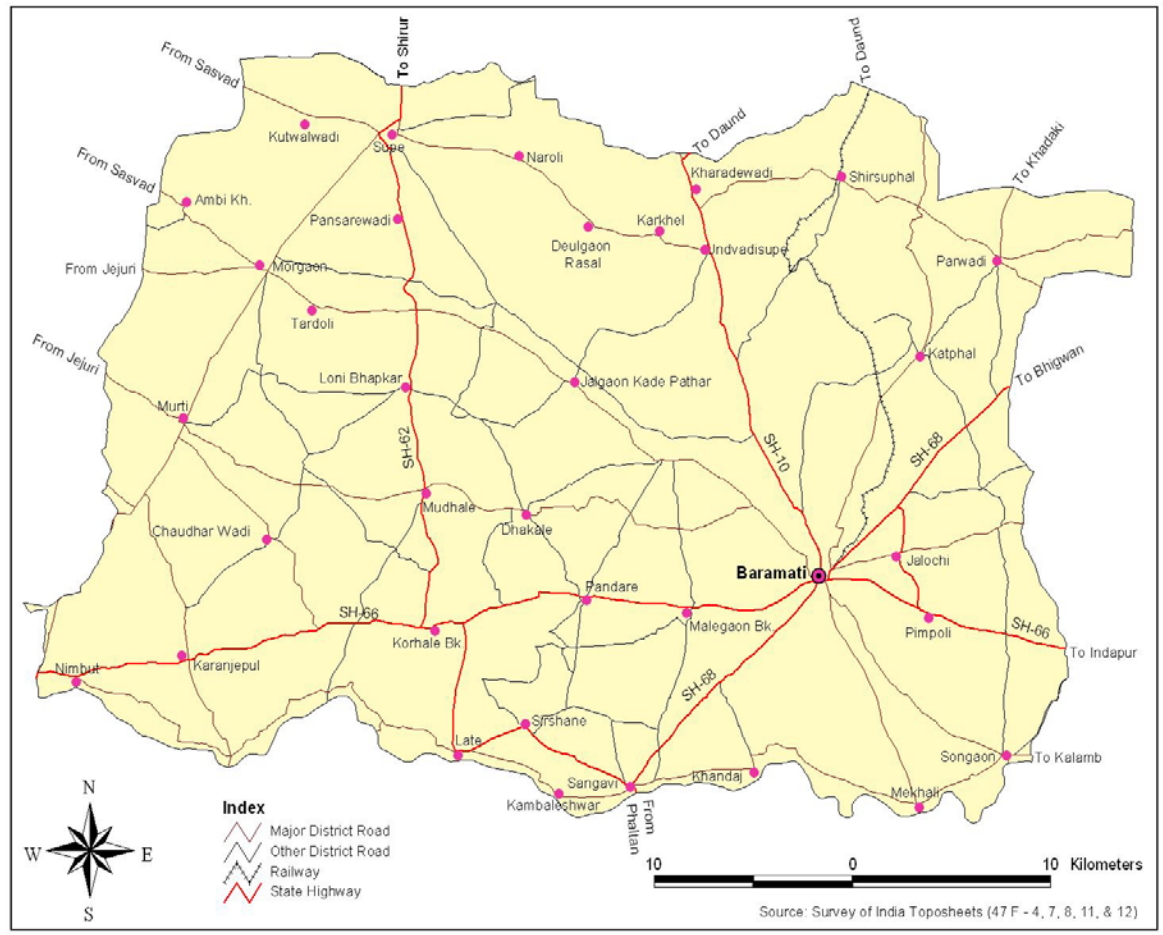 To Shirur
From Sasvad
To Daund
Kutwalwadi
Supe
To Daund
Naroli
To Khadaki
From Sasvad
Kharadewadi
Shirsuphal
Ambi Kh.
Pansarewadi
Karkhel
Deulgaon
Rasal
Undvadisupe
Parwadi
From Jejuri
Morgaon
Tardoli
From Jejuri
Katphal
To Bhigwan
Loni Bhapkar
Jalgaon Kade Pathar
Murti
SH-62
SH-10
SH-68
Mudhale
Chaudhar Wadi
Dhakale
Jalochi
Baramati
Pandare
SH-66
Malegaon Bk.
Pimpoli
SH-66
Korhale Bk.
To Indapur
Nimbut
Karanjepul
SH-68
Sirshane
Late
Songaon
To Kalamb
Sangavi
Khandaj
Kambaleshwar
Mekhali
From
Phaltan
N
W
E
S
Index
Major District Road
Other District Road
Railway
State Highway
10 0 10 Kilometers
Source: Survey of India Toposheets (47 F - 4, 7, 8, 11, & 12)